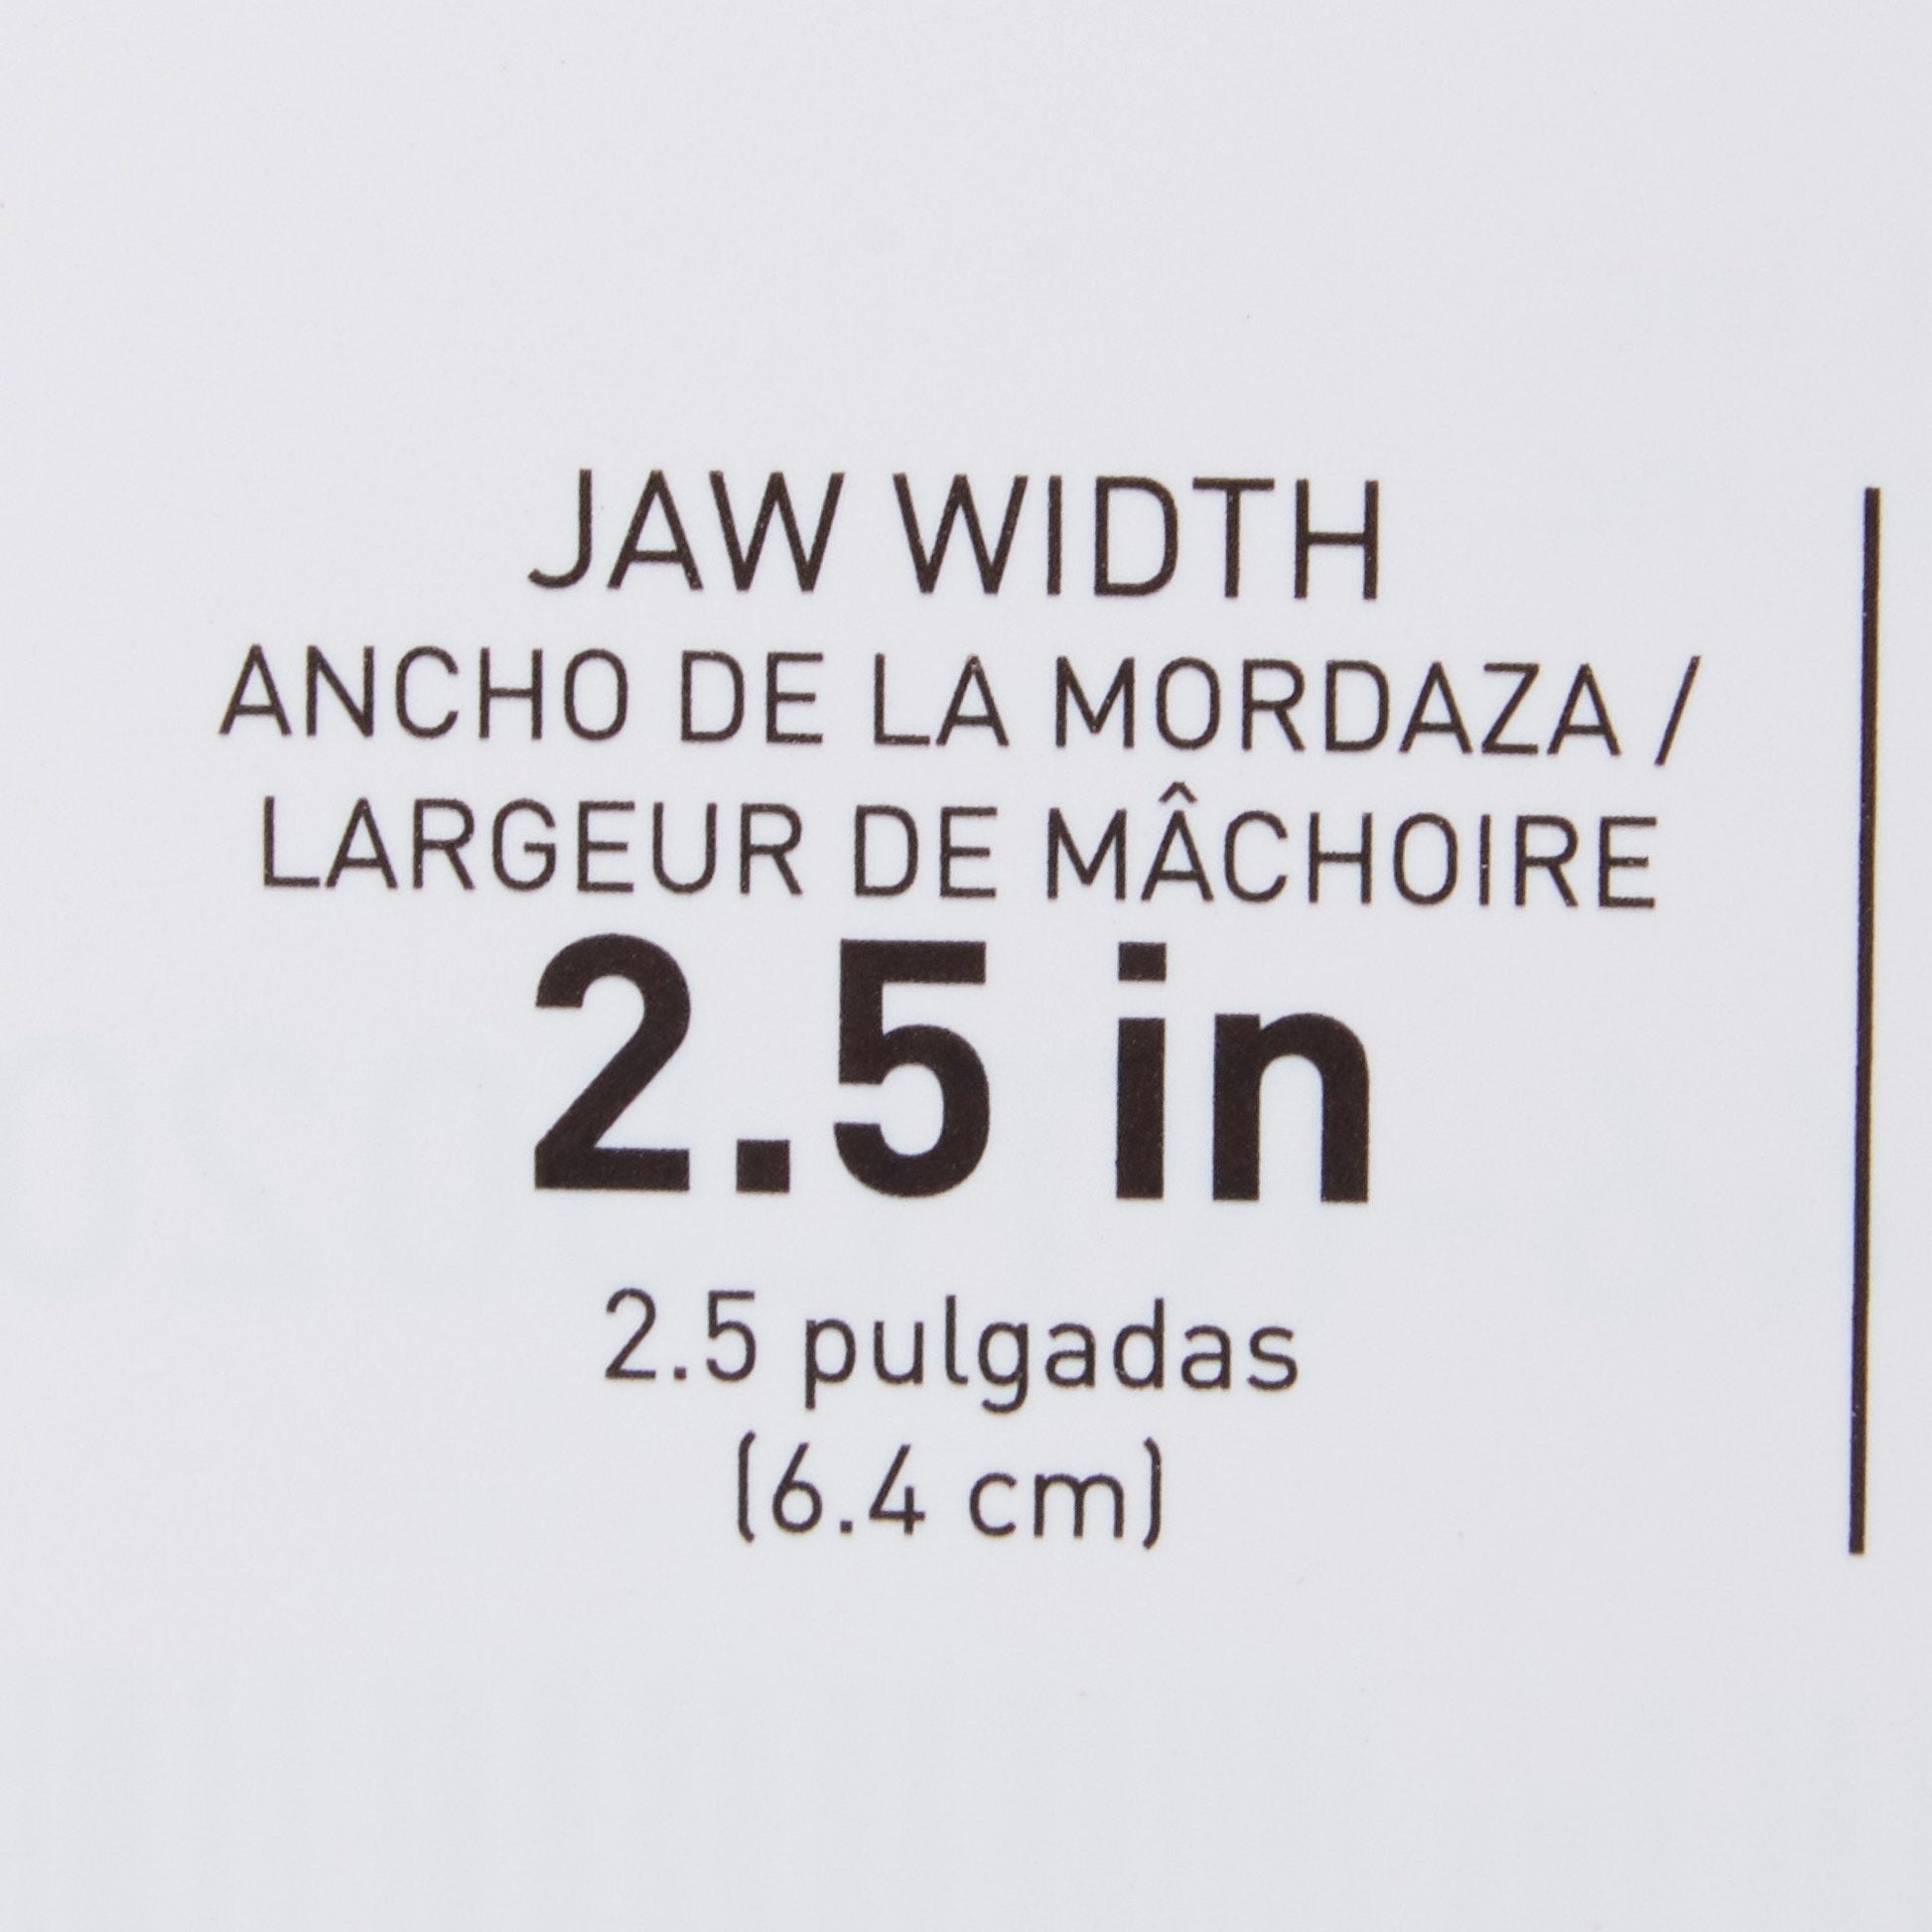 JAW WIDTH
ANCHO DE LA MORDAZA /
LARGEUR DE MÂCHOIRE
2.5 in
2.5 pulgadas
(6.4 cm)